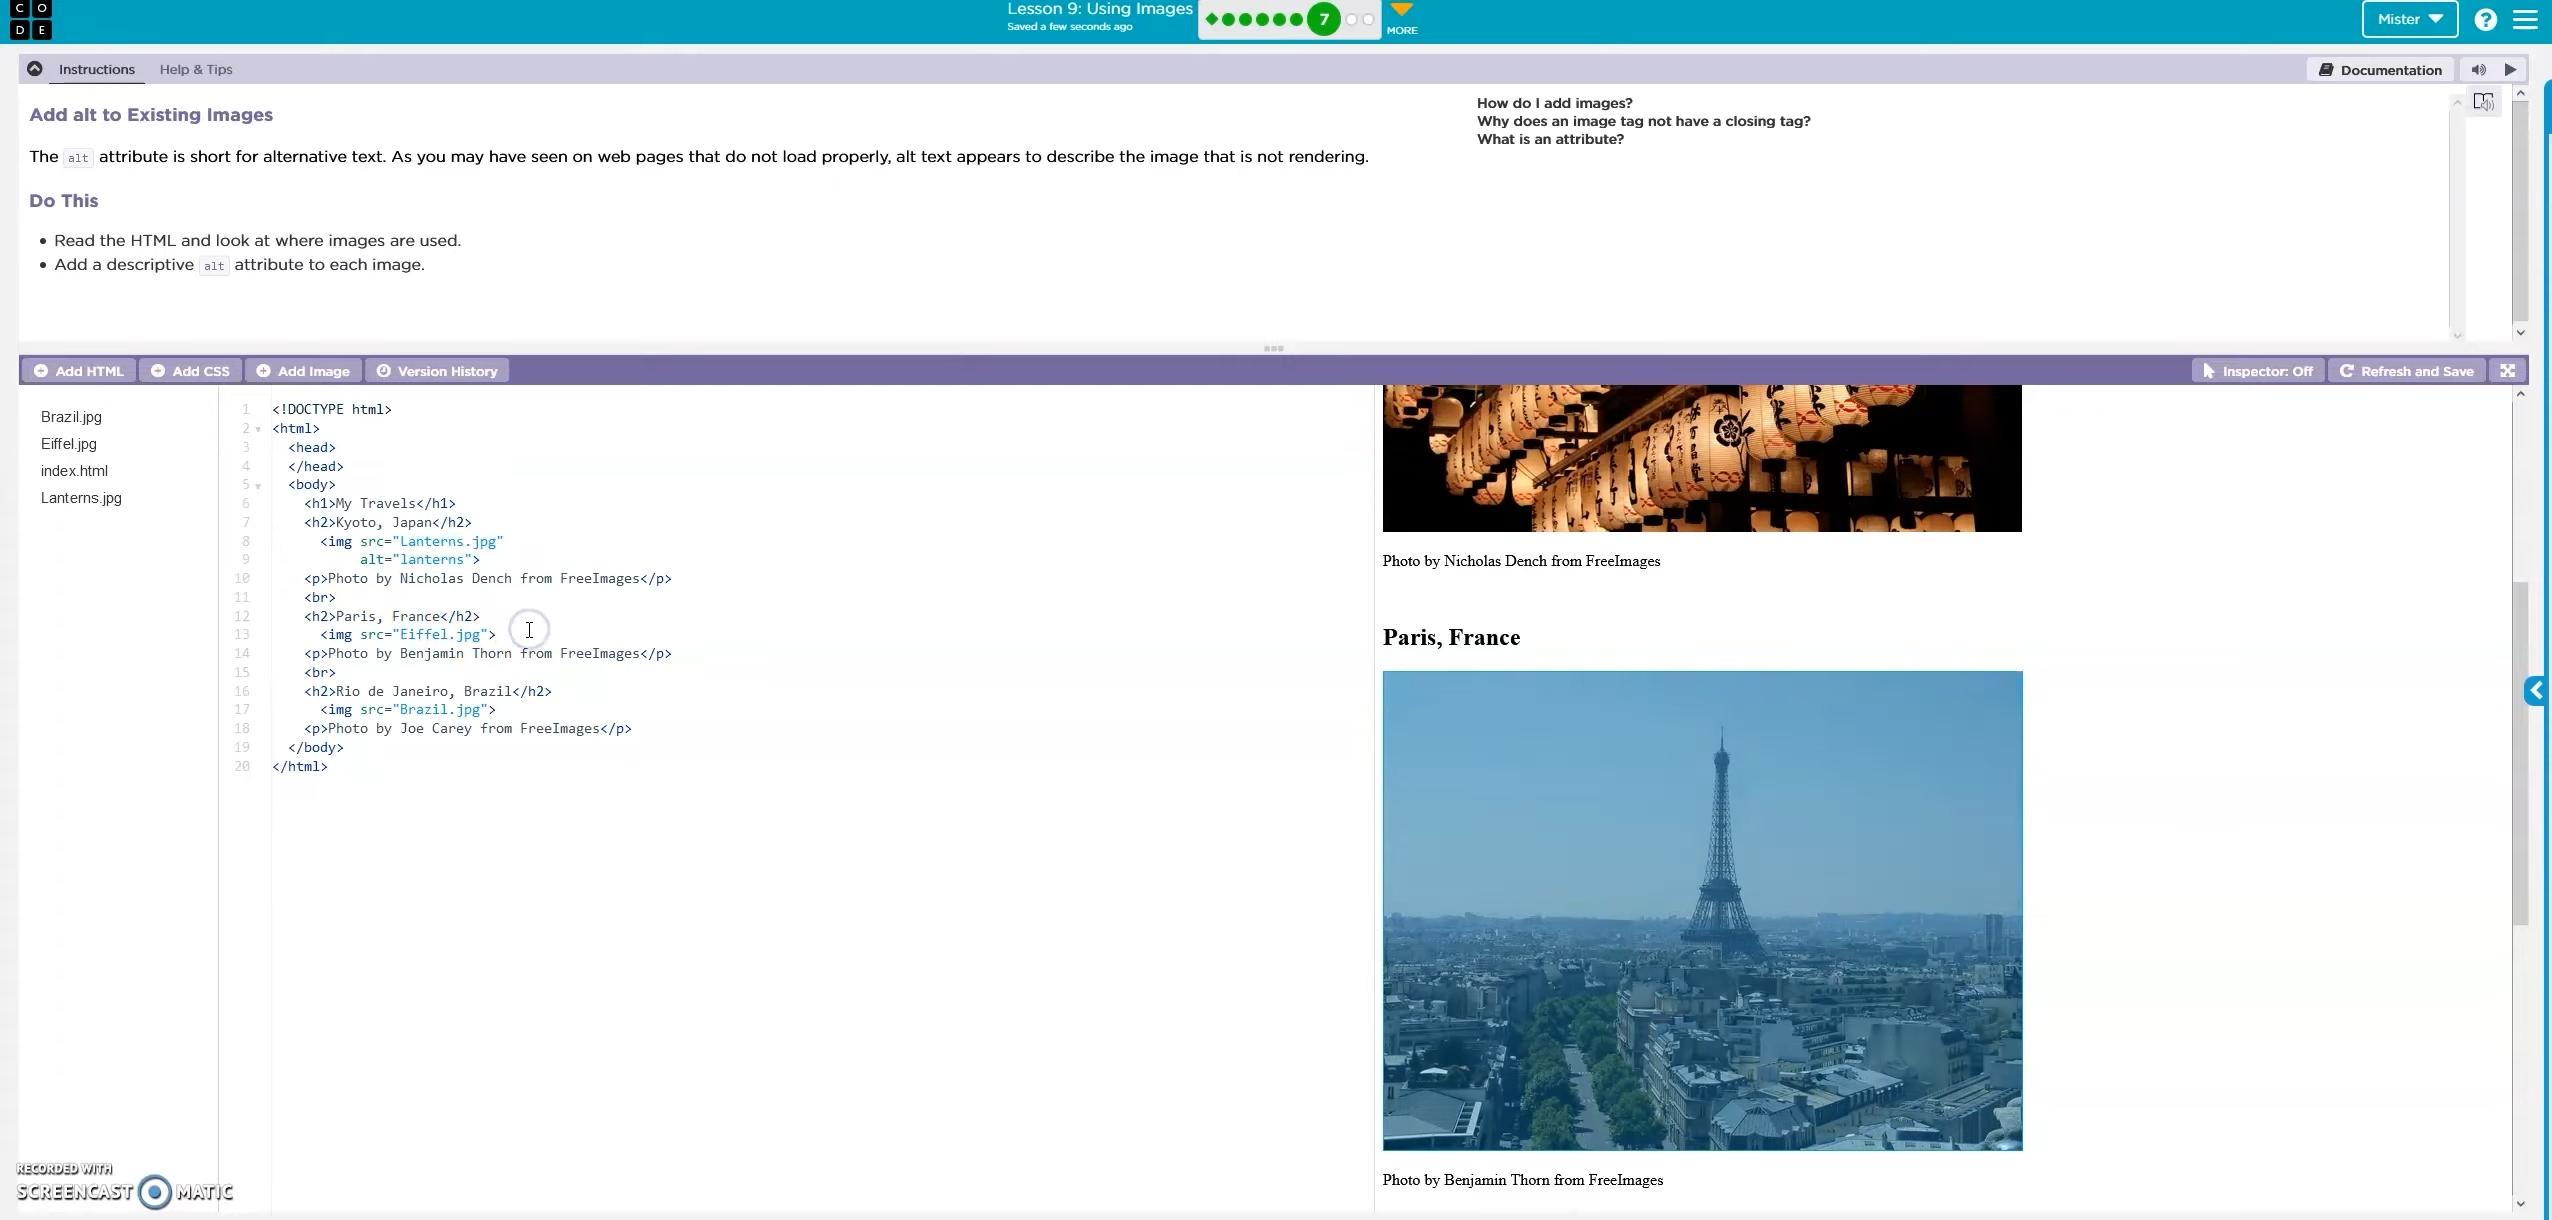 CODE
Lesson 9: Using Images
Saved a few seconds ago
7
MORE
Mister
?
Instructions
Help & Tips
Documentation
Add alt to Existing Images
The alt attribute is short for alternative text. As you may have seen on web pages that do not load properly, alt text appears to describe the image that is not rendering.
Do This
Read the HTML and look at where images are used.
Add a descriptive alt attribute to each image.
How do I add images?
Why does an image tag not have a closing tag?
What is an attribute?
Add HTML
Add CSS
Add Image
Version History
Inspector: Off
Refresh and Save
Brazil.jpg
Eiffel.jpg
index.html
Lanterns.jpg
1 <!DOCTYPE html>
2 <html>
3 <head>
4 </head>
5 <body>
6 <h1>My Travels</h1>
7 <h2>Kyoto, Japan</h2>
8 <img src="Lanterns.jpg"
9 alt="lanterns">
10 <p>Photo by Nicholas Dench from FreeImages</p>
11 <br>
12 <h2>Paris, France</h2>
13 <img src="Eiffel.jpg">
14 <p>Photo by Benjamin Thorn from FreeImages</p>
15 <br>
16 <h2>Rio de Janeiro, Brazil</h2>
17 <img src="Brazil.jpg">
18 <p>Photo by Joe Carey from FreeImages</p>
19 </body>
20 </html>
Photo by Nicholas Dench from FreeImages
Paris, France
Photo by Benjamin Thorn from FreeImages
RECORDED WITH
SCREENCAST MATIC